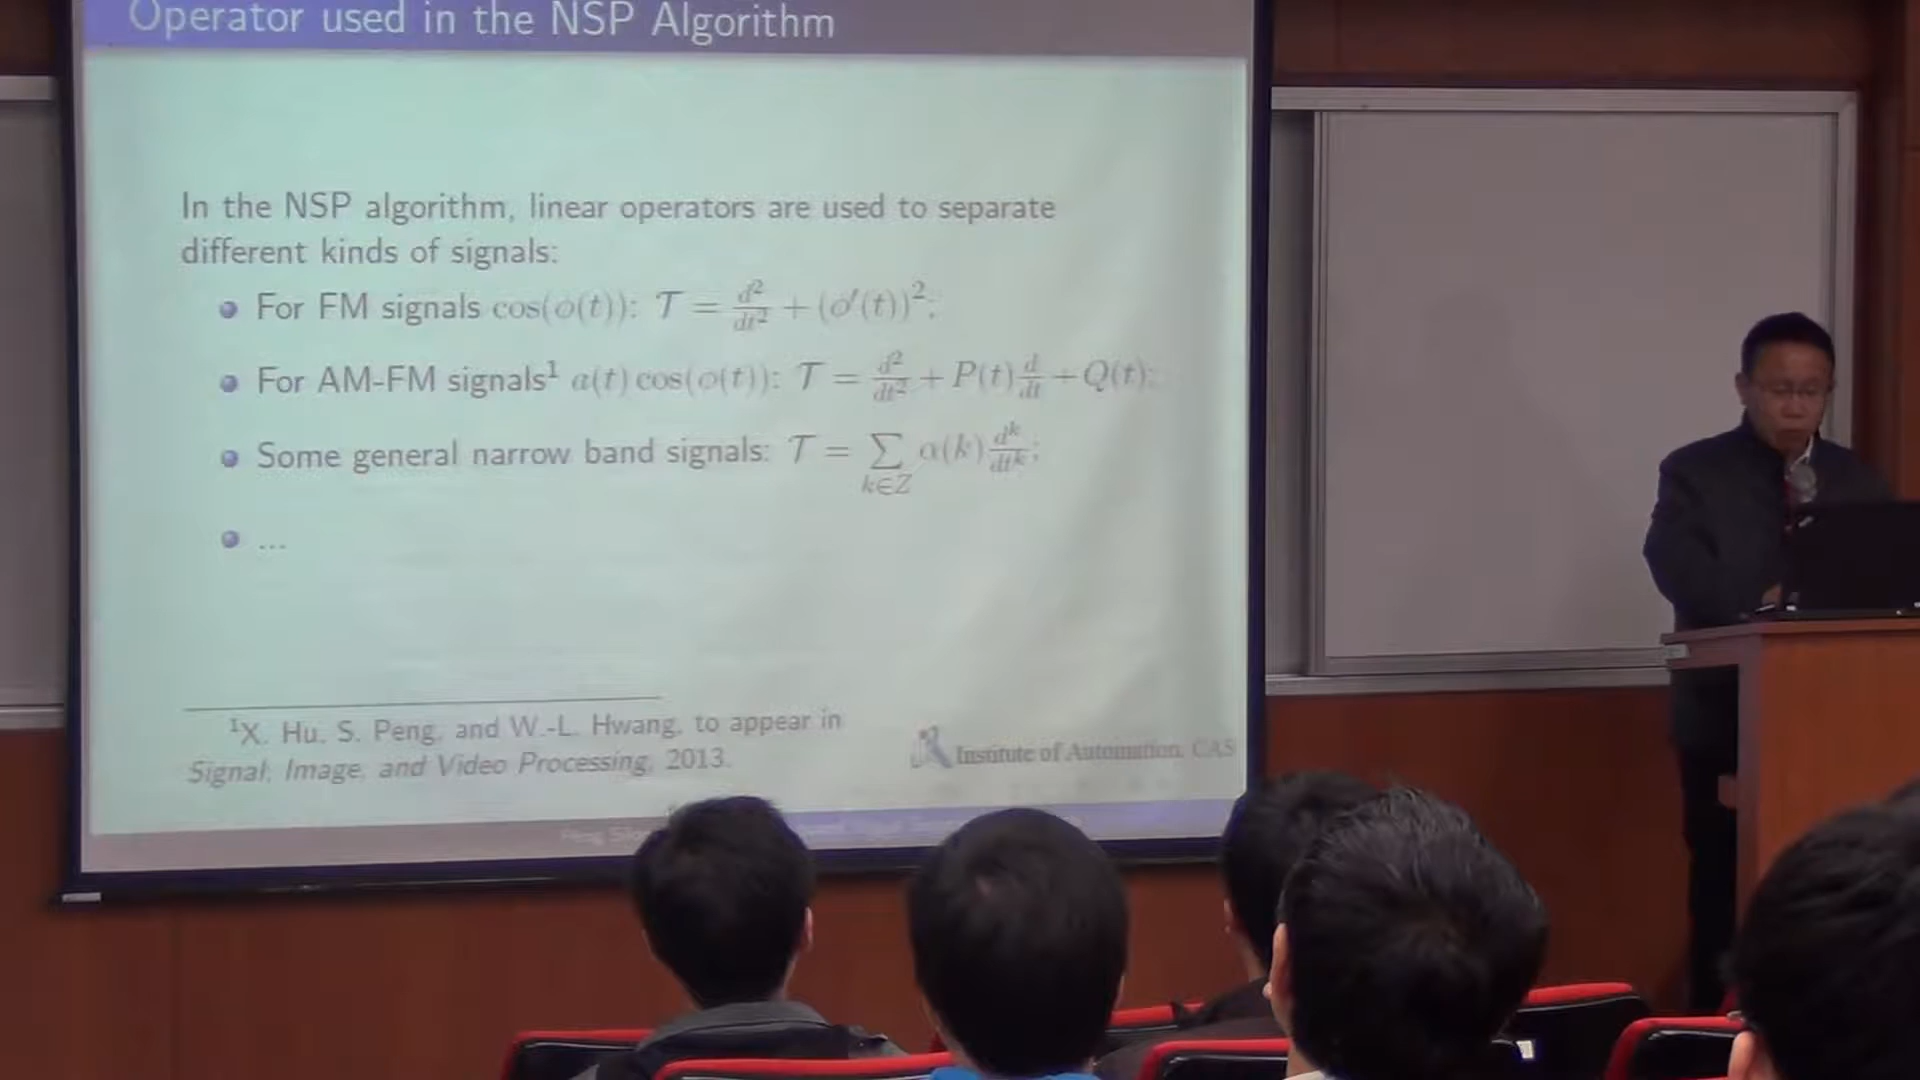 Operator used in the NSP Algorithm
In the NSP algorithm, linear operators are used to separate
different kinds of signals:
For FM signals cos(φ(t)): T = d²/dt² + (φ′(t))²;
For AM-FM signals¹ a(t) cos(φ(t)): T = d²/dt² + P(t) d/dt + Q(t);
Some general narrow band signals: T = ∑ k∈Z α(k) dᵏ/dtᵏ;
...
¹X. Hu, S. Peng, and W.-L. Hwang, to appear in
Signal, Image, and Video Processing, 2013.
Institute of Automation, CAS
Peng